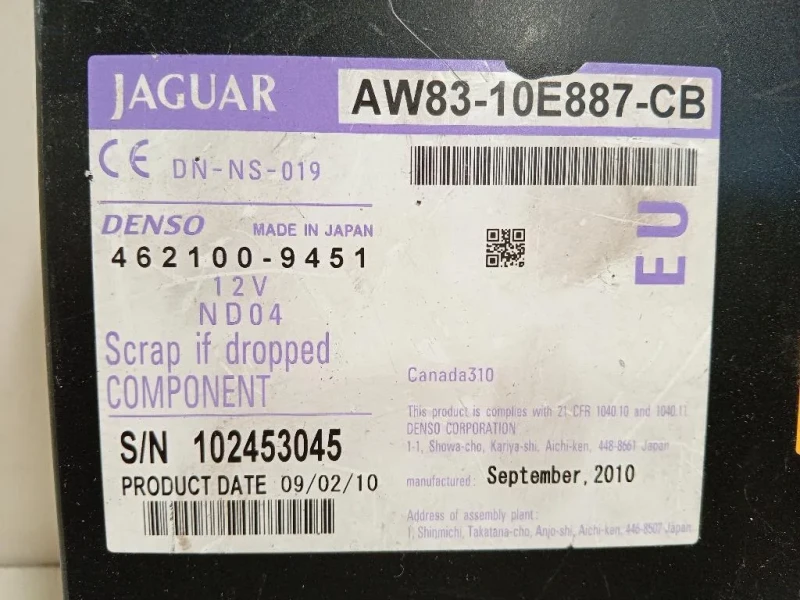 JAGUAR
AW83-10E887-CB
CE DN-NS-019
DENSO MADE IN JAPAN
462100-9451
12V
ND04
Scrap if dropped
COMPONENT
S/N 102453045
PRODUCT DATE 09/02/10
EU
Canada310
This product is complies with 21 CFR 1040.10 and 1040.11
DENSO CORPORATION
1-1, Showa-cho, Kariya-shi, Aichi-ken, 448-8661 Japan
manufactured: September, 2010
Address of assembly plant:
1, Shinmichi, Takatana-cho, Anjo-shi, Aichi-ken, 446-8507 Japan